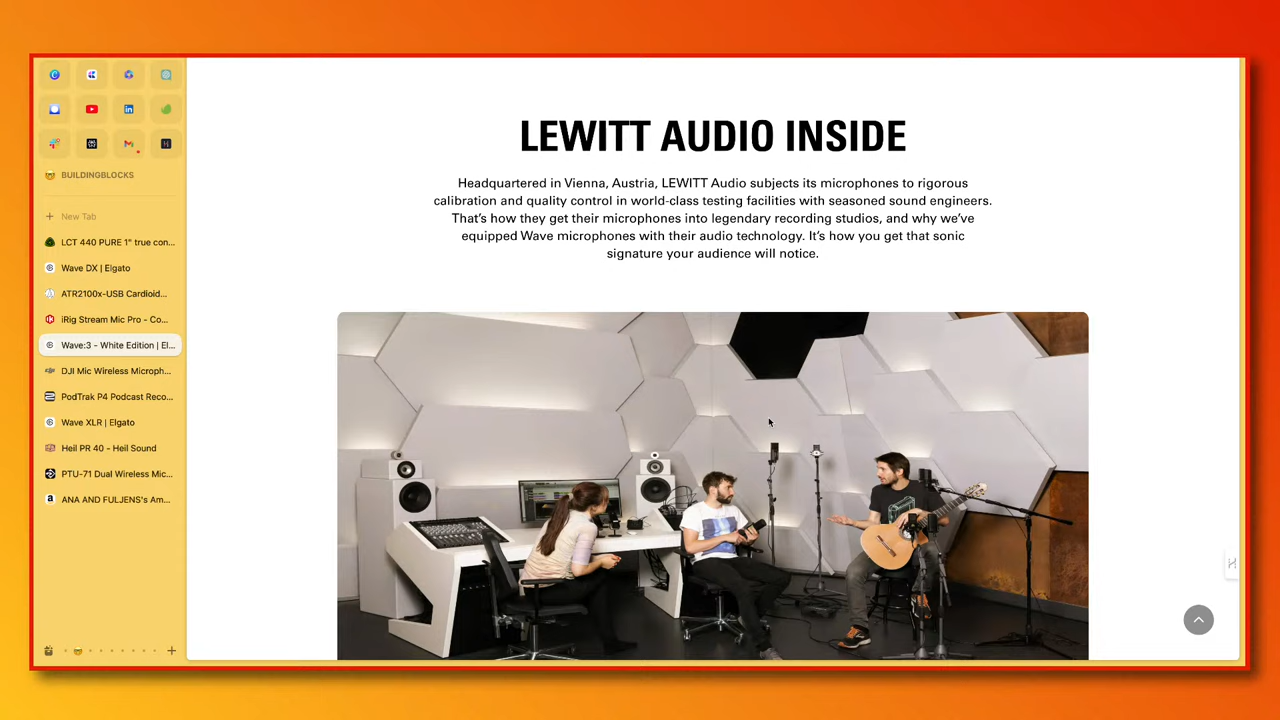 BUILDINGBLOCKS
New Tab
LCT 440 PURE 1" true con...
Wave DX | Elgato
ATR2100x-USB Cardioid...
iRig Stream Mic Pro - Co...
Wave:3 - White Edition | El...
DJI Mic Wireless Microph...
PodTrak P4 Podcast Reco...
Wave XLR | Elgato
Heil PR 40 - Heil Sound
PTU-71 Dual Wireless Mic...
ANA AND FULJENS's Am...
LEWITT AUDIO INSIDE
Headquartered in Vienna, Austria, LEWITT Audio subjects its microphones to rigorous
calibration and quality control in world-class testing facilities with seasoned sound engineers.
That's how they get their microphones into legendary recording studios, and why we've
equipped Wave microphones with their audio technology. It's how you get that sonic
signature your audience will notice.